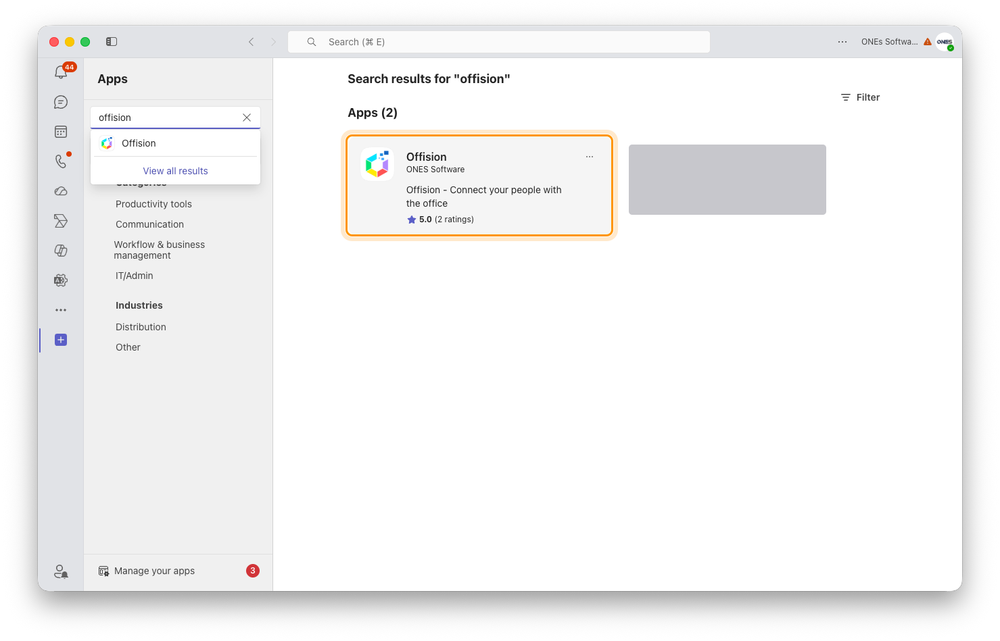 Search (⌘ E)
ONEs Softwa...
ONES
44
Apps
offision
Offision
View all results
Categories
Productivity tools
Communication
Workflow & business
management
IT/Admin
Industries
Distribution
Other
Manage your apps
3
Search results for "offision"
Filter
Apps (2)
Offision
ONES Software
Offision - Connect your people with
the office
5.0 (2 ratings)